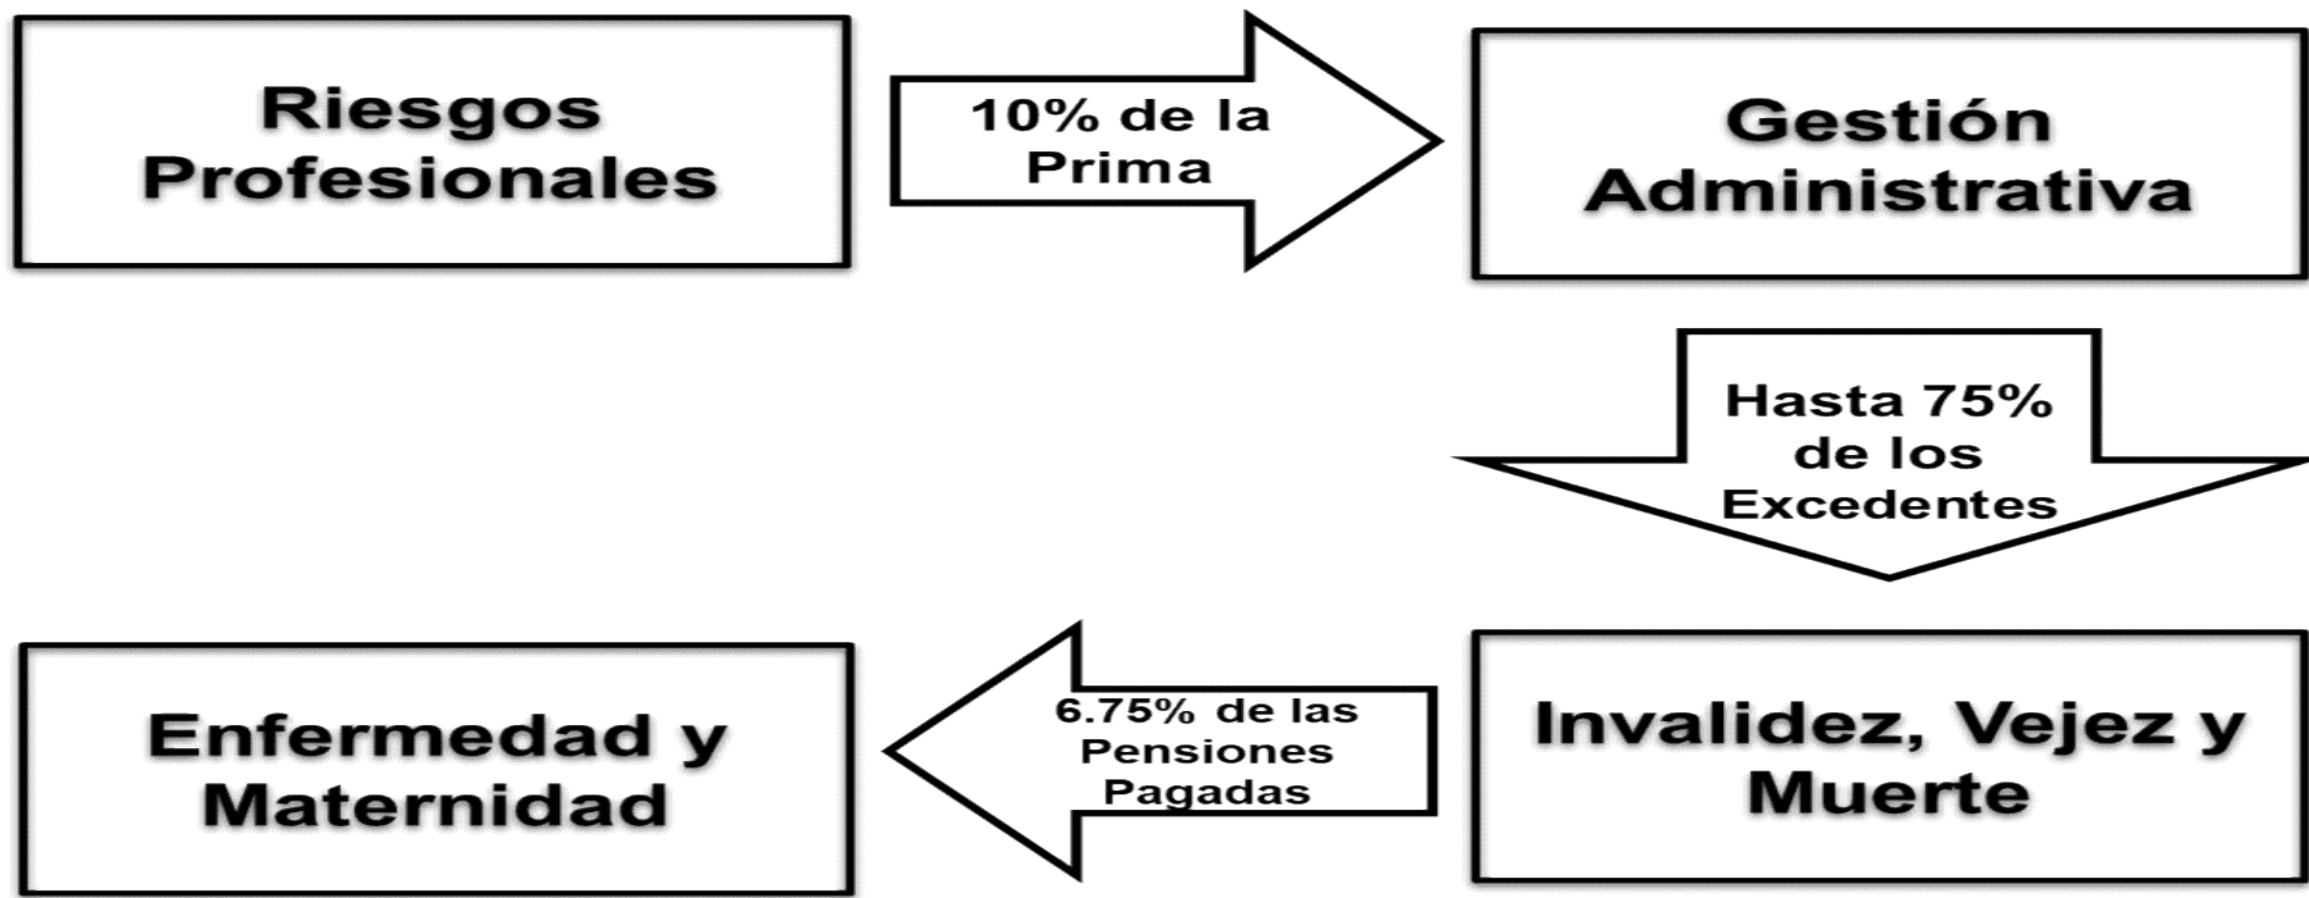 Riesgos
Profesionales
10% de la
Prima
Gestión
Administrativa
Hasta 75%
de los
Excedentes
Enfermedad y
Maternidad
6.75% de las
Pensiones
Pagadas
Invalidez, Vejez y
Muerte